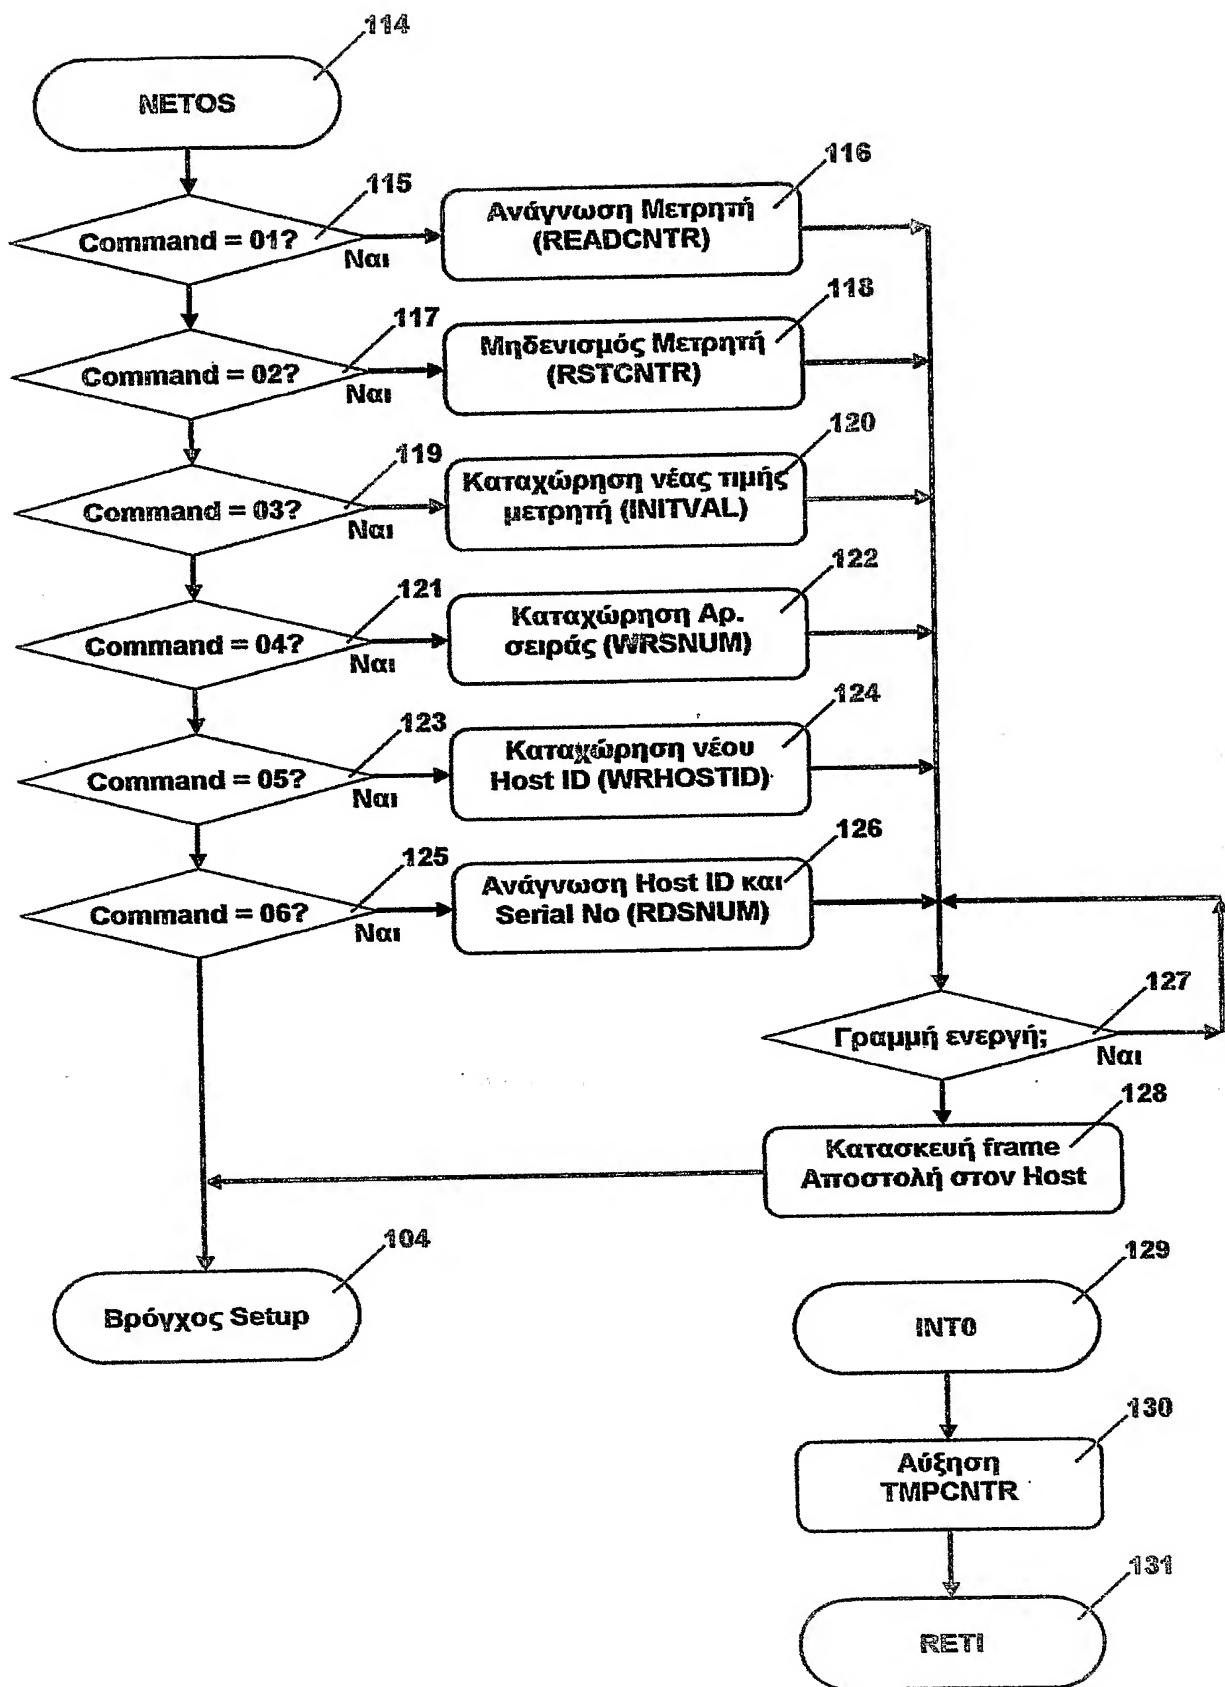 114
NETOS
115
Command = 01?
Ναι
116
Ανάγνωση Μετρητή
(READCNTR)
117
Command = 02?
Ναι
118
Μηδενισμός Μετρητή
(RSTCNTR)
119
Command = 03?
Ναι
120
Καταχώρηση νέας τιμής
μετρητή (INITVAL)
121
Command = 04?
Ναι
122
Καταχώρηση Αρ.
σειράς (WRSNUM)
123
Command = 05?
Ναι
124
Καταχώρηση νέου
Host ID (WRHOSTID)
125
Command = 06?
Ναι
126
Ανάγνωση Host ID και
Serial No (RDSNUM)
127
Γραμμή ενεργή;
Ναι
128
Κατασκευή frame
Αποστολή στον Host
104
Βρόγχος Setup
129
INT0
130
Αύξηση
TMPCNTR
131
RETI